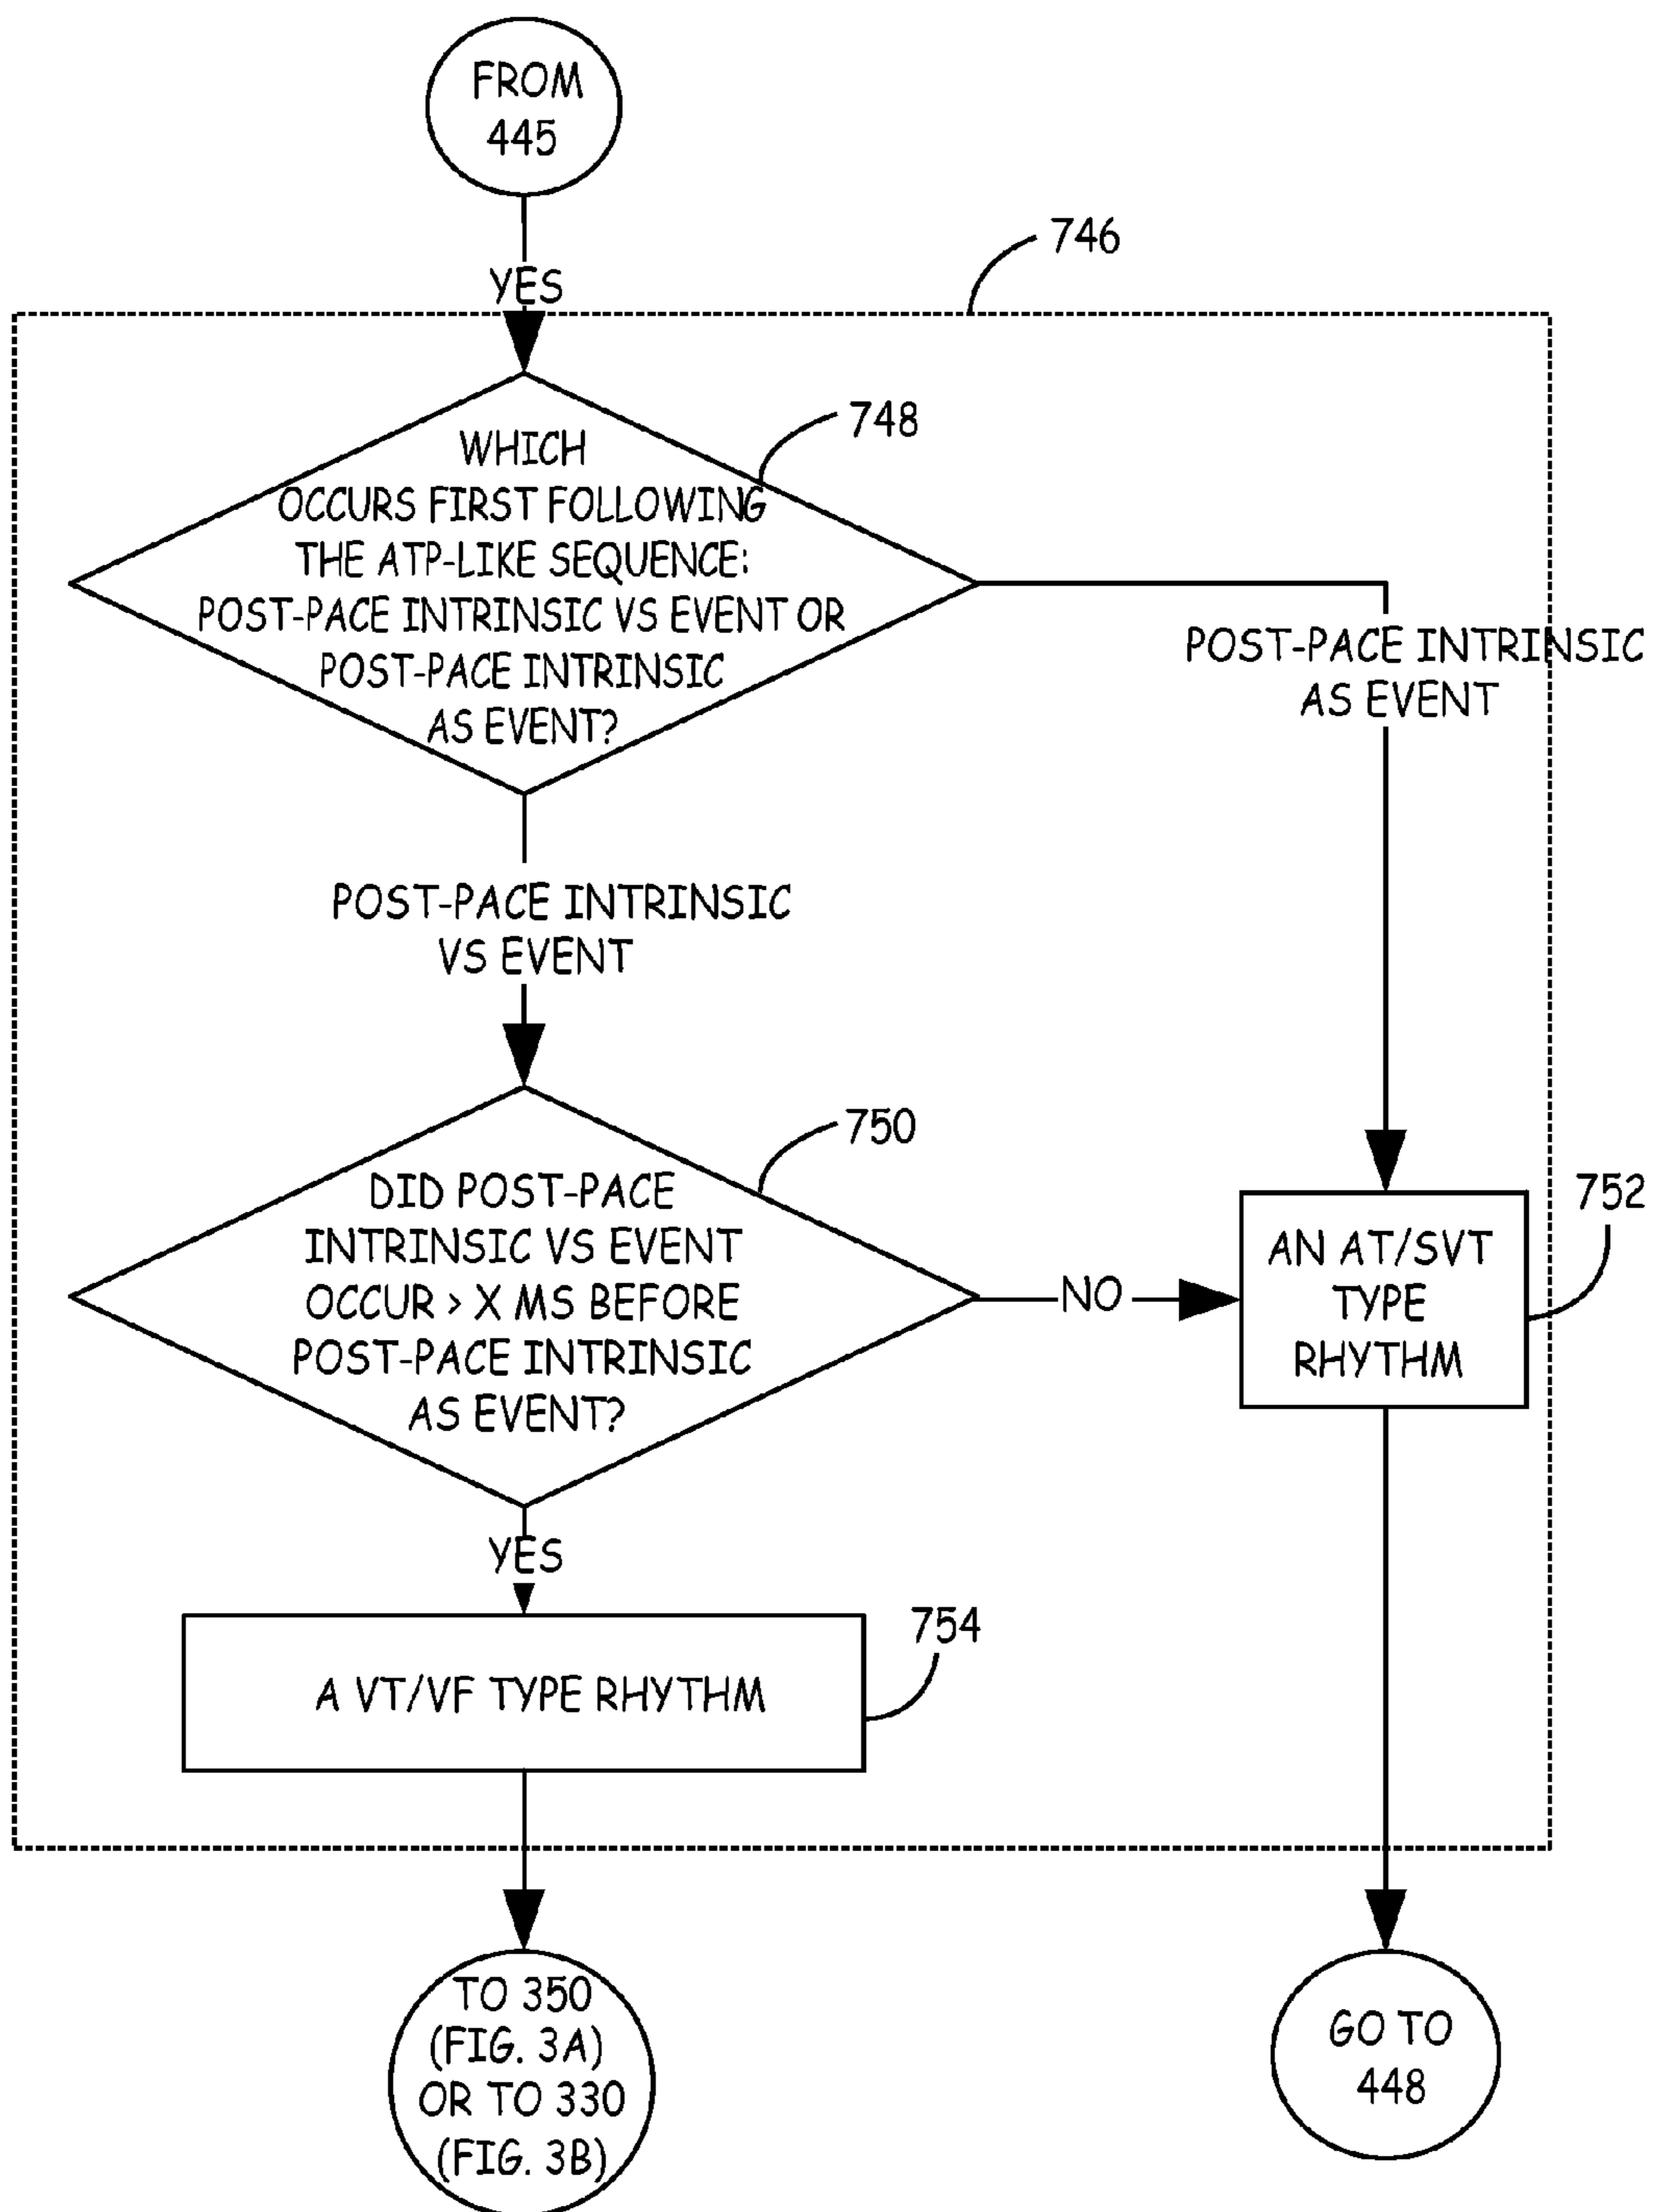 FROM
445
YES
746
748
WHICH
OCCURS FIRST FOLLOWING
THE ATP-LIKE SEQUENCE:
POST-PACE INTRINSIC VS EVENT OR
POST-PACE INTRINSIC
AS EVENT?
POST-PACE INTRINSIC
AS EVENT
POST-PACE INTRINSIC
VS EVENT
750
DID POST-PACE
INTRINSIC VS EVENT
OCCUR > X MS BEFORE
POST-PACE INTRINSIC
AS EVENT?
NO
752
AN AT/SVT
TYPE
RHYTHM
YES
754
A VT/VF TYPE RHYTHM
TO 350
(FIG. 3A)
OR TO 330
(FIG. 3B)
GO TO
448